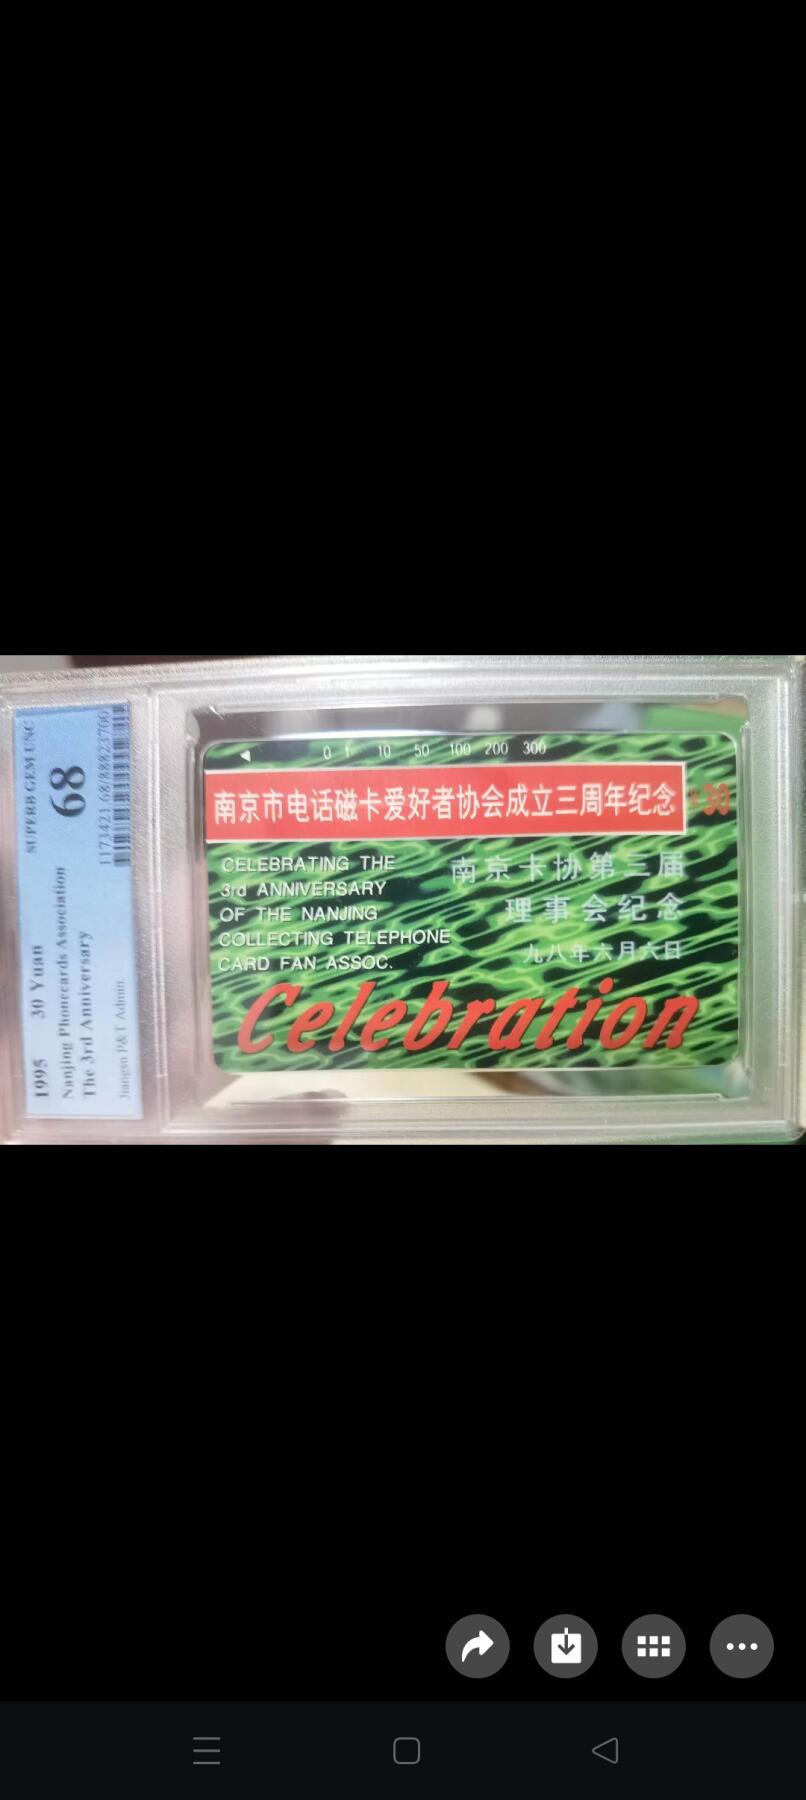 SUPERB GEM UNC
68
1173421.68/88823760
1995 30 Yuan
Nanjing Phonecards Association
The 3rd Anniversary
Jiangsu P&T Admin.
0 1 10 50 100 200 300
南京市电话磁卡爱好者协会成立三周年纪念
¥30
CELEBRATING THE
3rd ANNIVERSARY
OF THE NANJING
COLLECTING TELEPHONE
CARD FAN ASSOC.
南京卡协第三届
理事会纪念
九八年六月六日
Celebration